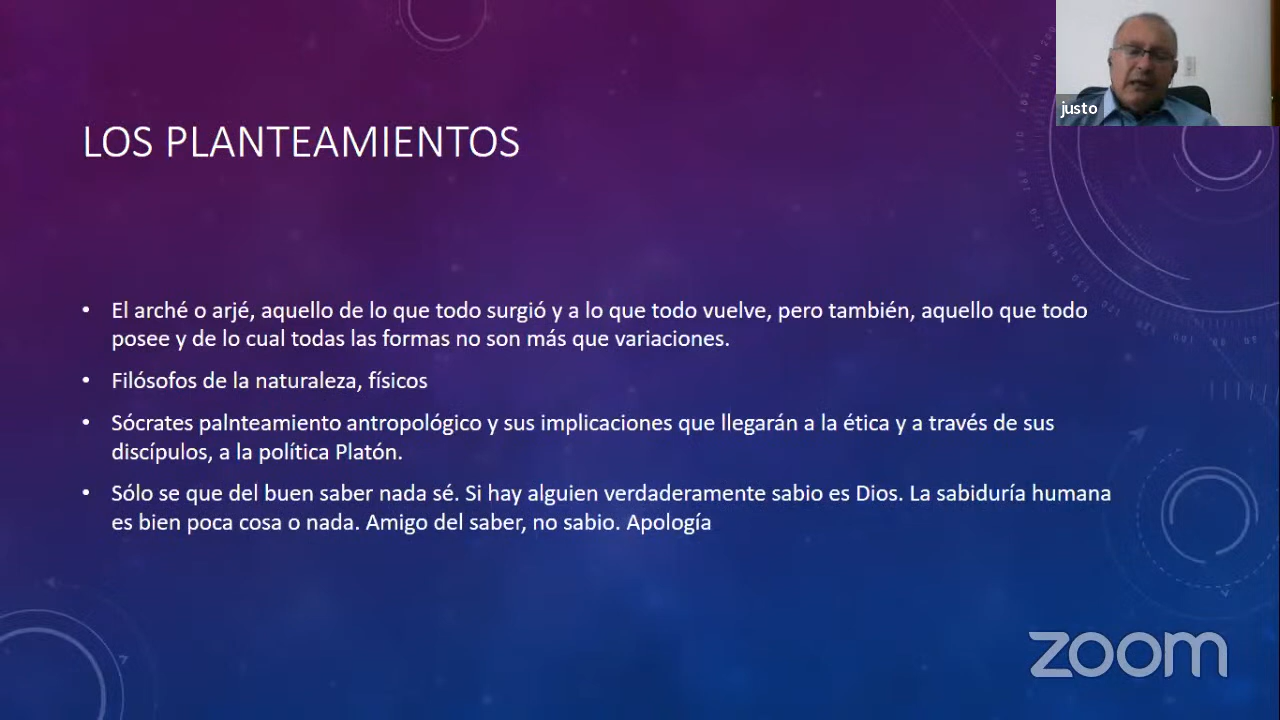 justo
LOS PLANTEAMIENTOS
• El arché o arjé, aquello de lo que todo surgió y a lo que todo vuelve, pero también, aquello que todo
posee y de lo cual todas las formas no son más que variaciones.
• Filósofos de la naturaleza, físicos
• Sócrates palnteamiento antropológico y sus implicaciones que llegarán a la ética y a través de sus
discípulos, a la política Platón.
• Sólo se que del buen saber nada sé. Si hay alguien verdaderamente sabio es Dios. La sabiduría humana
es bien poca cosa o nada. Amigo del saber, no sabio. Apología
zoom